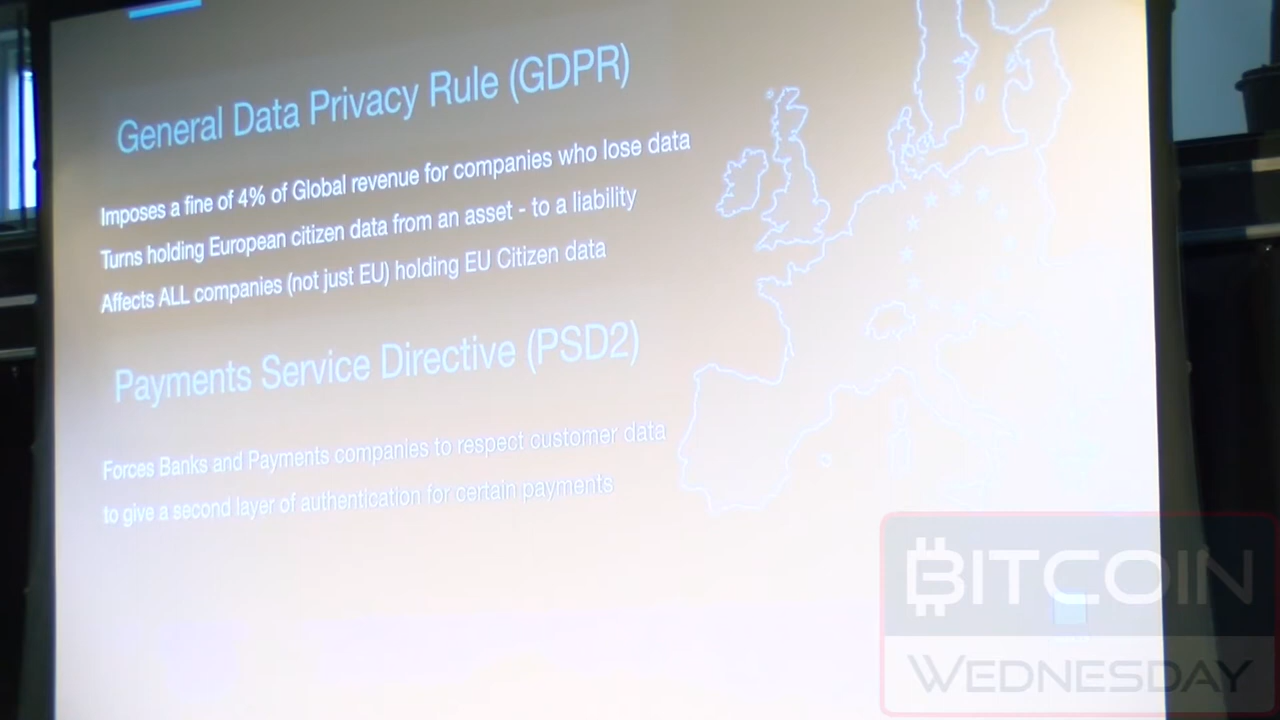 General Data Privacy Rule (GDPR)
Imposes a fine of 4% of Global revenue for companies who lose data
Turns holding European citizen data from an asset - to a liability
Affects ALL companies (not just EU) holding EU Citizen data
Payments Service Directive (PSD2)
Forces Banks and Payments companies to respect customer data
to give a second layer of authentication for certain payments
BITCOIN
WEDNESDAY